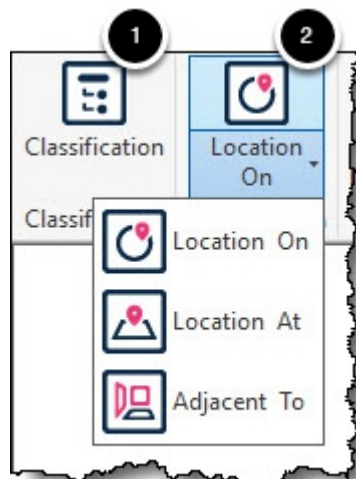 1
2
Classification
Location
On
Classif
Location On
Location At
Adjacent To